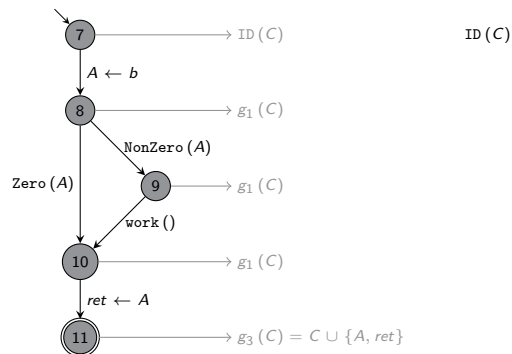 7 ID (C) ID (C)
A ← b
8 g₁ (C)
NonZero (A)
Zero (A) 9 g₁ (C)
work ()
10 g₁ (C)
ret ← A
11 g₃ (C) = C ∪ {A, ret}